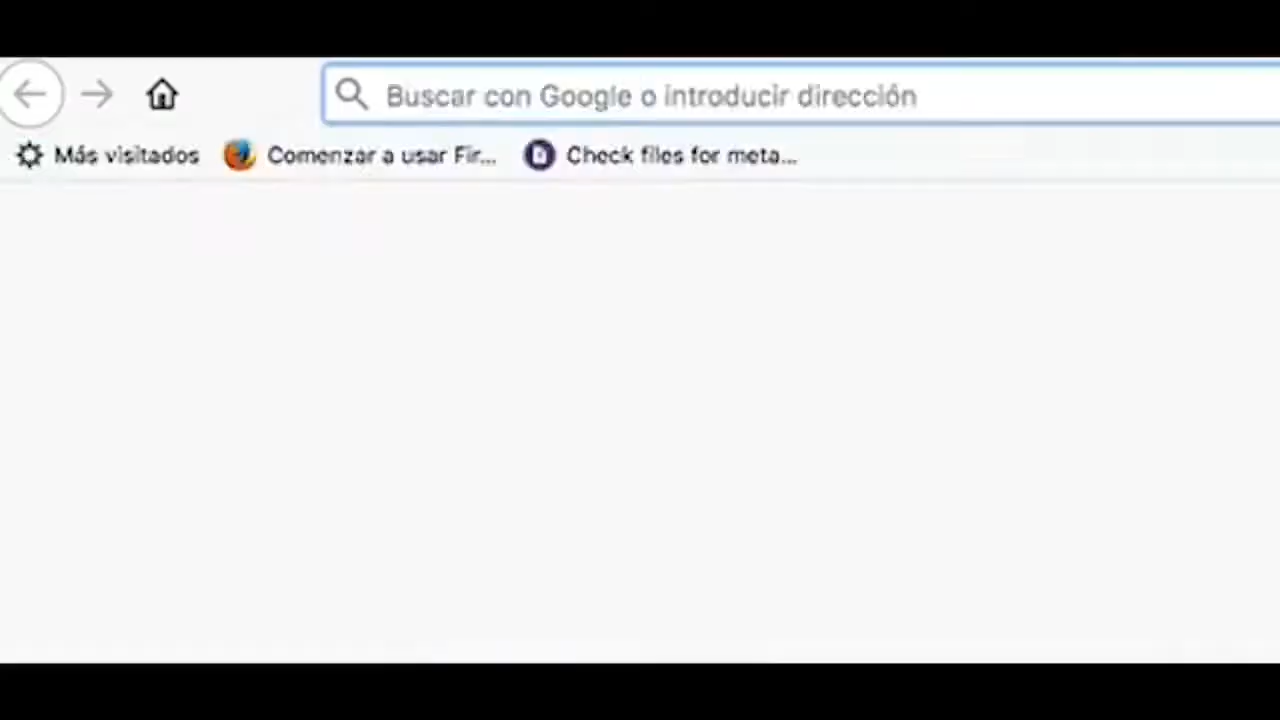 Buscar con Google o introducir dirección
Más visitados Comenzar a usar Fir... Check files for meta...